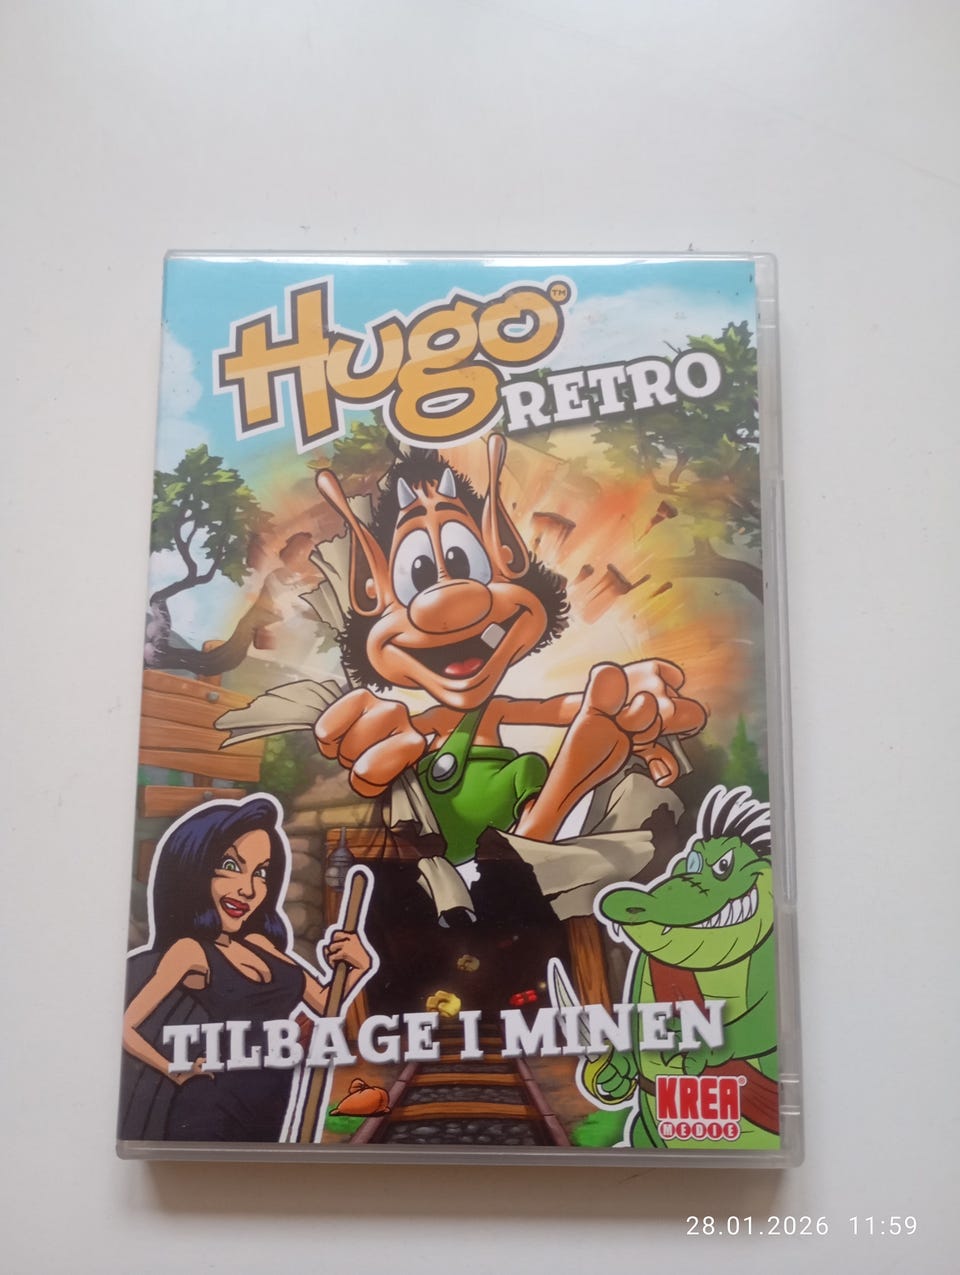 Hugo™
RETRO
TILBAGE I MINEN
KREA®
MEDIE
28.01.2026 11:59